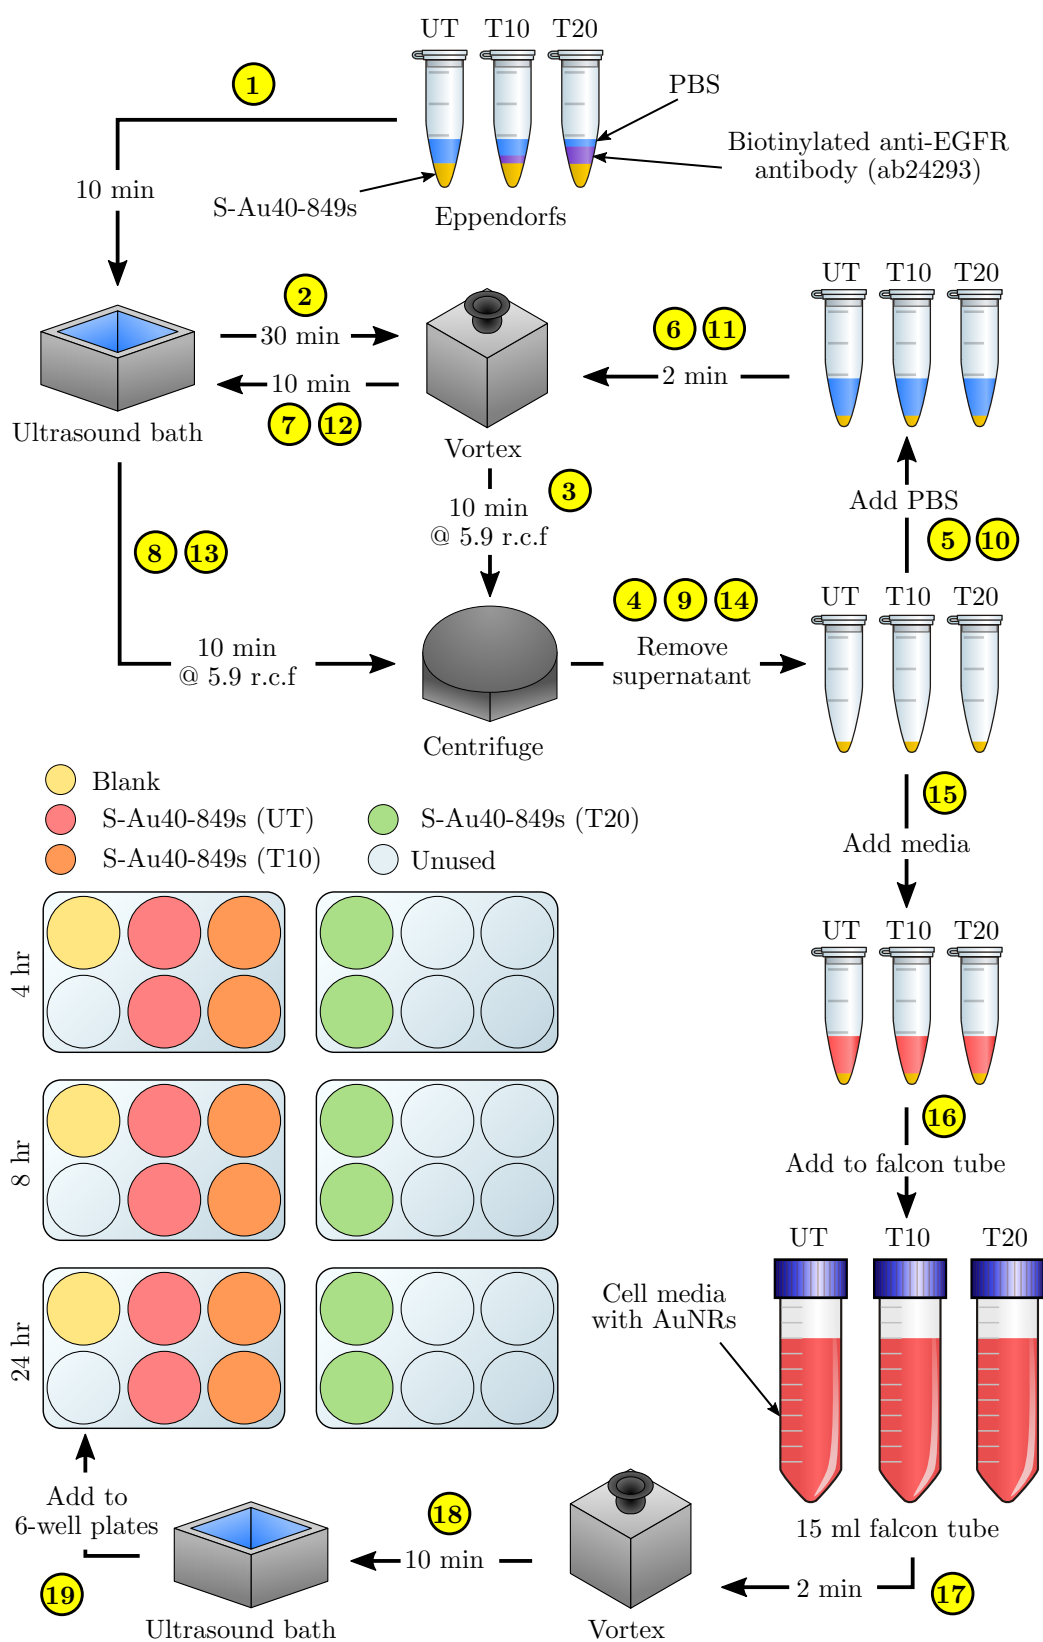 UT T10 T20
1
PBS
Biotinylated anti-EGFR
antibody (ab24293)
10 min
S-Au40-849s
Eppendorfs
UT T10 T20
2
30 min
6 11
2 min
10 min
7 12
Ultrasound bath
Vortex
3
10 min
@ 5.9 r.c.f
Add PBS
5 10
8 13
4 9 14
UT T10 T20
10 min
@ 5.9 r.c.f
Remove
supernatant
Centrifuge
Blank
S-Au40-849s (UT)
S-Au40-849s (T20)
S-Au40-849s (T10)
Unused
15
Add media
4 hr
UT T10 T20
8 hr
16
Add to falcon tube
UT T10 T20
Cell media
with AuNRs
24 hr
15 ml falcon tube
Add to
6-well plates
18
10 min
2 min
17
19
Ultrasound bath
Vortex